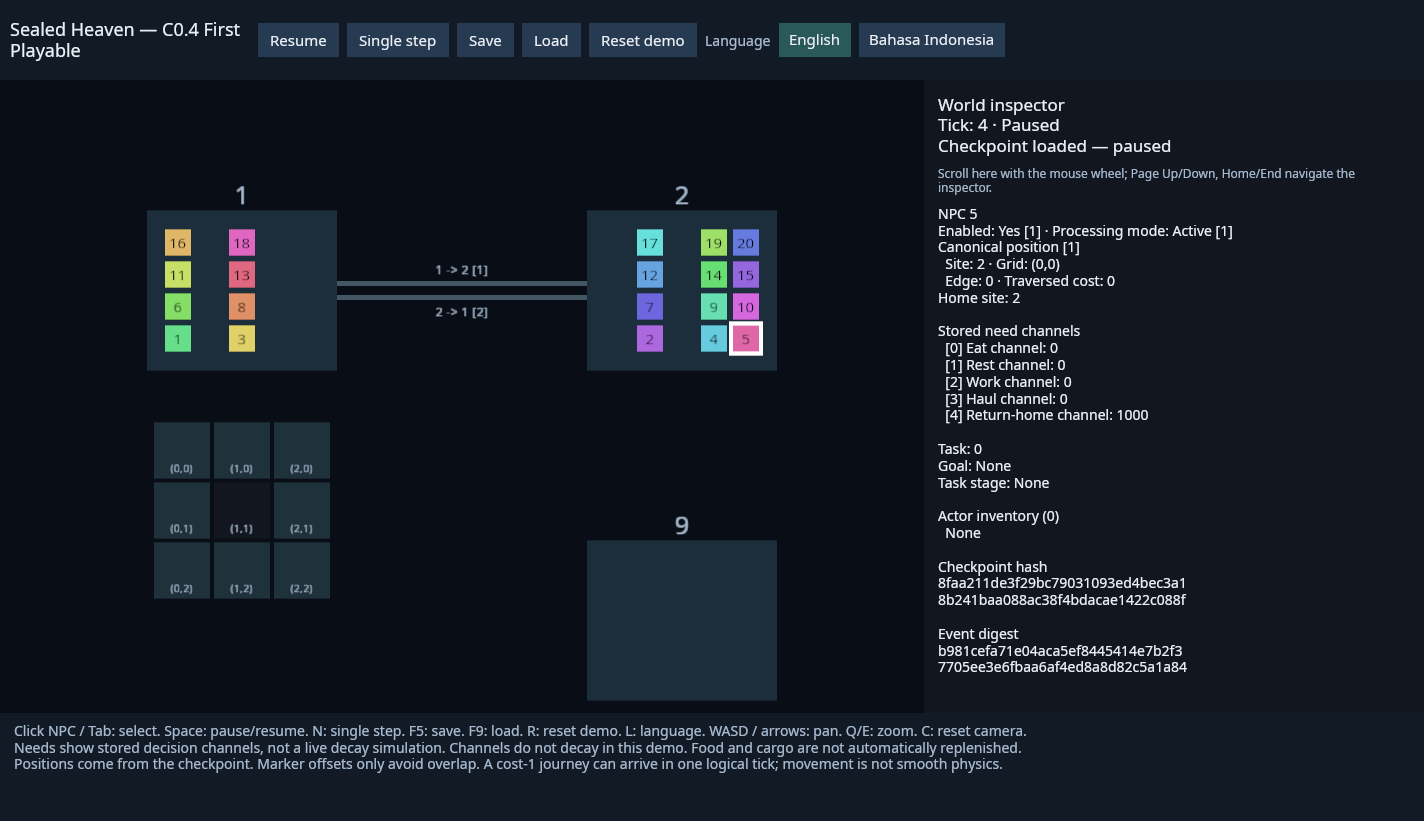 Sealed Heaven — C0.4 First
Playable
Resume
Single step
Save
Load
Reset demo
Language
English
Bahasa Indonesia
1
16
18
11
13
6
8
1
3
1 -> 2 [1]
2 -> 1 [2]
2
17
19
20
12
14
15
7
9
10
2
4
5
(0,0)
(1,0)
(2,0)
(0,1)
(1,1)
(2,1)
(0,2)
(1,2)
(2,2)
9
World inspector
Tick: 4 · Paused
Checkpoint loaded — paused
Scroll here with the mouse wheel; Page Up/Down, Home/End navigate the
inspector.
NPC 5
Enabled: Yes [1] · Processing mode: Active [1]
Canonical position [1]
Site: 2 · Grid: (0,0)
Edge: 0 · Traversed cost: 0
Home site: 2
Stored need channels
[0] Eat channel: 0
[1] Rest channel: 0
[2] Work channel: 0
[3] Haul channel: 0
[4] Return-home channel: 1000
Task: 0
Goal: None
Task stage: None
Actor inventory (0)
None
Checkpoint hash
8faa211de3f29bc79031093ed4bec3a1
8b241baa088ac38f4bdacae1422c088f
Event digest
b981cefa71e04aca5ef8445414e7b2f3
7705ee3e6fbaa6af4ed8a8d82c5a1a84
Click NPC / Tab: select. Space: pause/resume. N: single step. F5: save. F9: load. R: reset demo. L: language. WASD / arrows: pan. Q/E: zoom. C: reset camera.
Needs show stored decision channels, not a live decay simulation. Channels do not decay in this demo. Food and cargo are not automatically replenished.
Positions come from the checkpoint. Marker offsets only avoid overlap. A cost-1 journey can arrive in one logical tick; movement is not smooth physics.